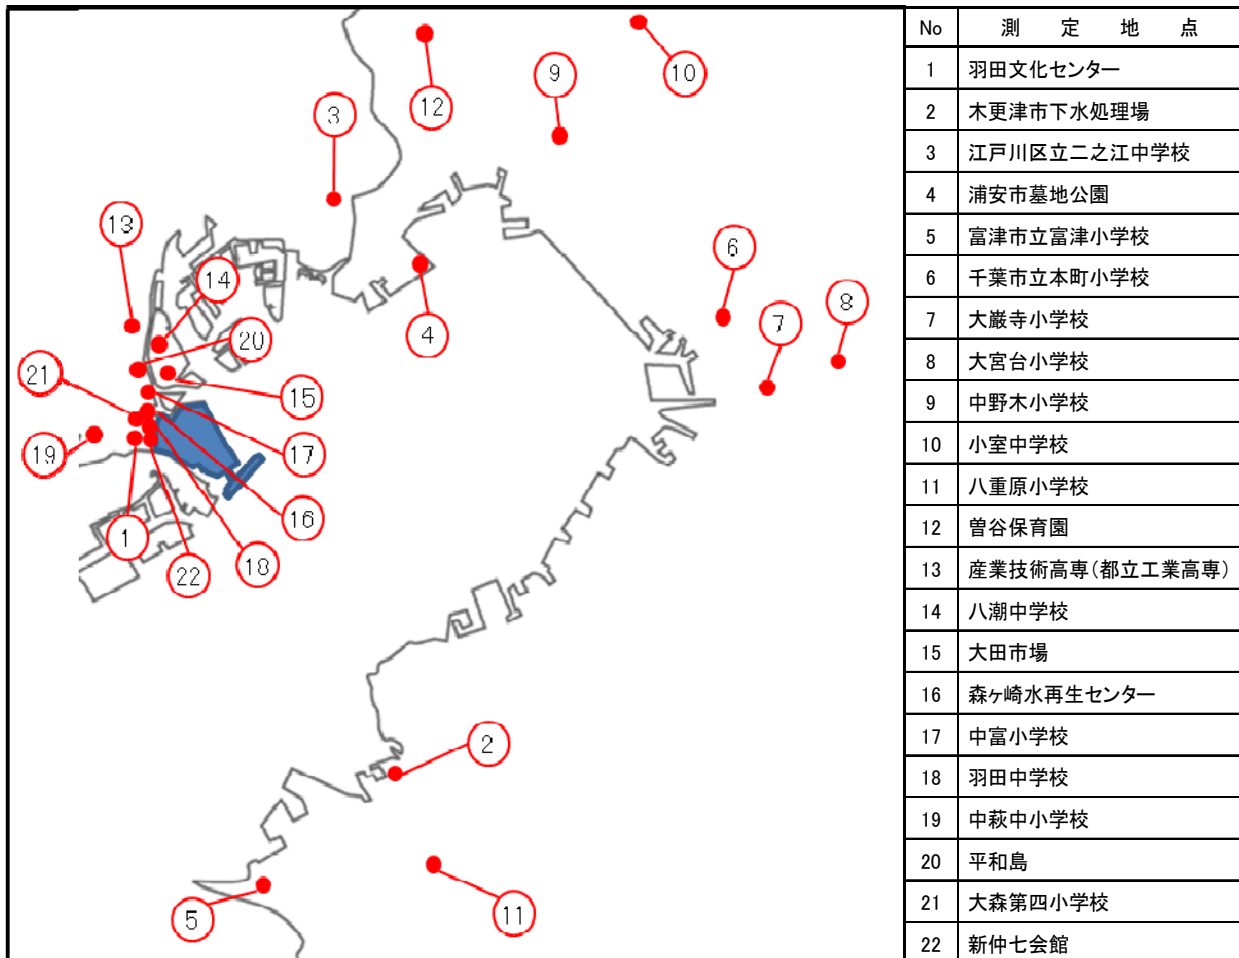 10
9
12
3
13
6
14
8
7
4
20
21
15
19
17
16
1
18
22
2
11
5
No 測定地点
1 羽田文化センター
2 木更津市下水処理場
3 江戸川区立二之江中学校
4 浦安市墓地公園
5 富津市立富津小学校
6 千葉市立本町小学校
7 大巌寺小学校
8 大宮台小学校
9 中野木小学校
10 小室中学校
11 八重原小学校
12 曽谷保育園
13 産業技術高専(都立工業高専)
14 八潮中学校
15 大田市場
16 森ヶ崎水再生センター
17 中富小学校
18 羽田中学校
19 中萩中小学校
20 平和島
21 大森第四小学校
22 新仲七会館